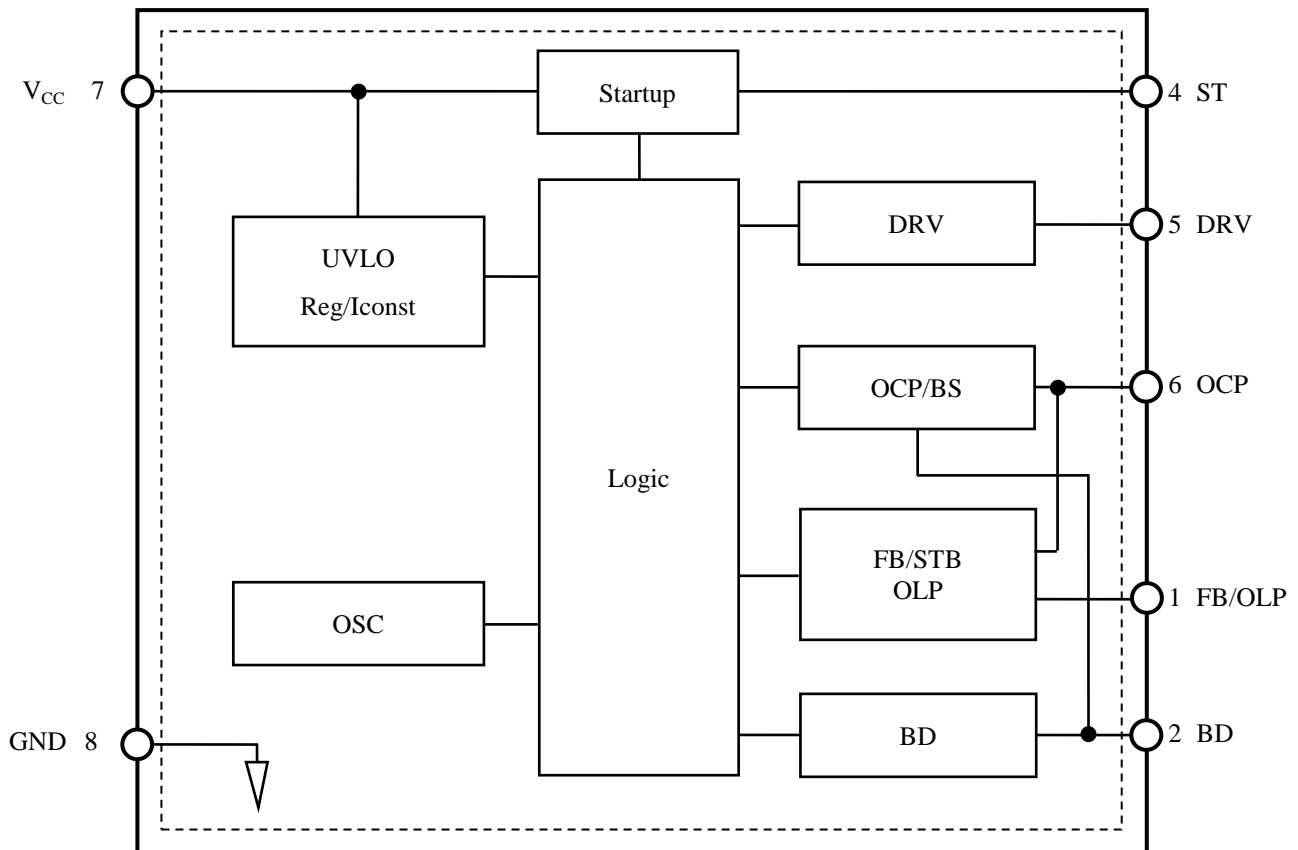 V_CC 7
Startup
4 ST
DRV
5 DRV
UVLO
Reg/Iconst
OCP/BS
6 OCP
Logic
FB/STB
OLP
1 FB/OLP
OSC
BD
2 BD
GND 8